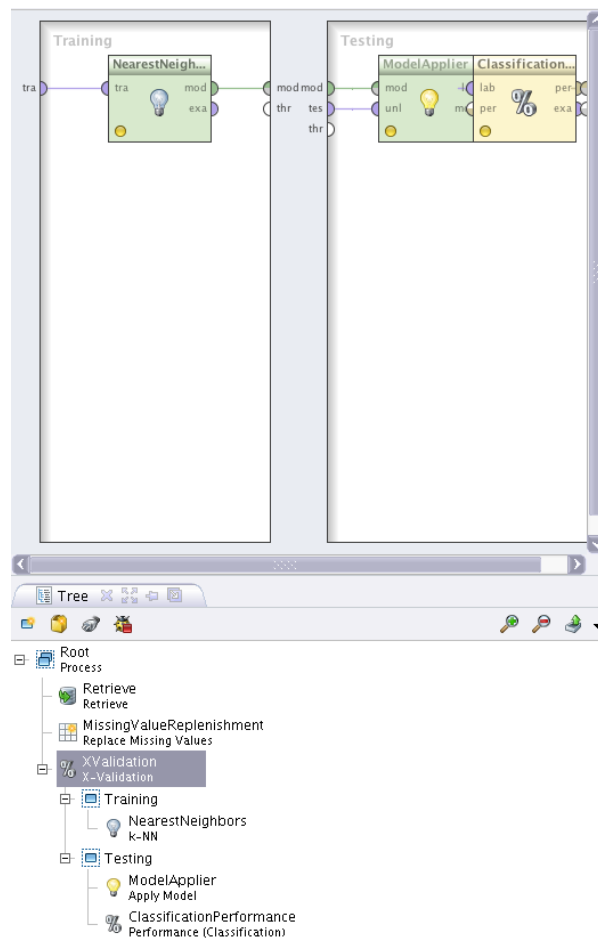 Training
NearestNeigh...
tra
tra
mod
exa
mod
thr
Testing
mod
tes
thr
ModelApplier
mod
unl
Classification...
lab
per
per
exa
Tree
Root
Process
Retrieve
Retrieve
MissingValueReplenishment
Replace Missing Values
XValidation
X-Validation
Training
NearestNeighbors
k-NN
Testing
ModelApplier
Apply Model
ClassificationPerformance
Performance (Classification)